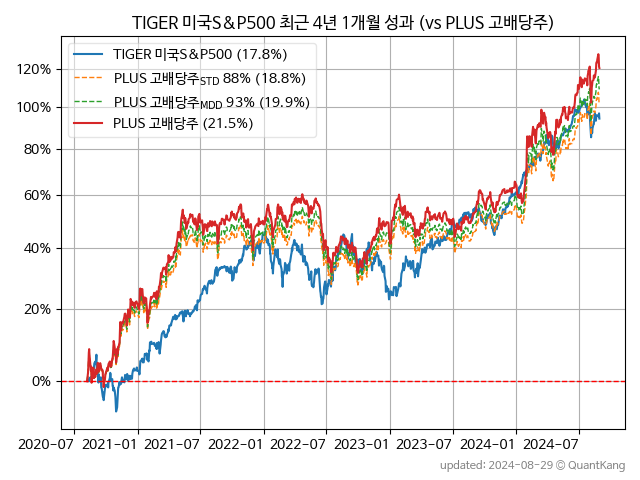 TIGER 미국S&P500 최근 4년 1개월 성과 (vs PLUS 고배당주)
TIGER 미국S&P500 (17.8%)
PLUS 고배당주STD 88% (18.8%)
PLUS 고배당주MDD 93% (19.9%)
PLUS 고배당주 (21.5%)
120%
100%
80%
60%
40%
20%
0%
2020-07 2021-01 2021-07 2022-01 2022-07 2023-01 2023-07 2024-01 2024-07
updated: 2024-08-29 © QuantKang